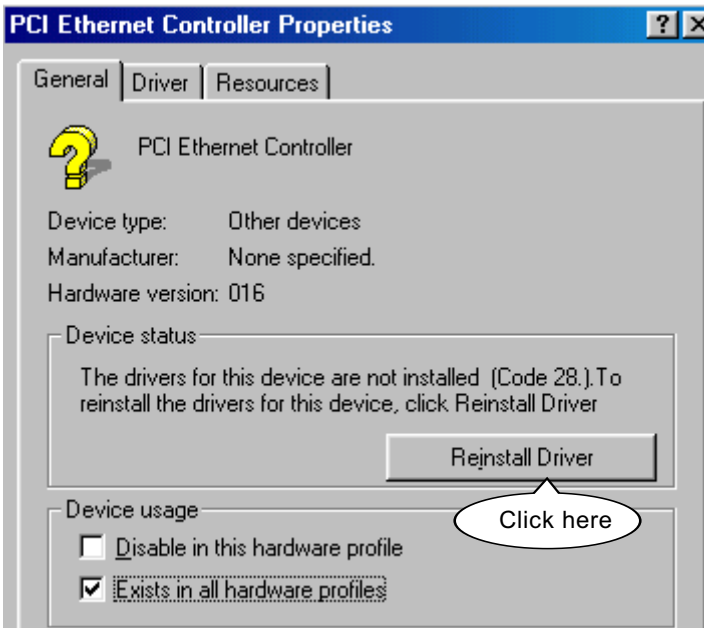 PCI Ethernet Controller Properties
General Driver Resources
PCI Ethernet Controller
Device type: Other devices
Manufacturer: None specified.
Hardware version: 016
Device status
The drivers for this device are not installed (Code 28.).To
reinstall the drivers for this device, click Reinstall Driver
Reinstall Driver
Click here
Device usage
Disable in this hardware profile
Exists in all hardware profiles